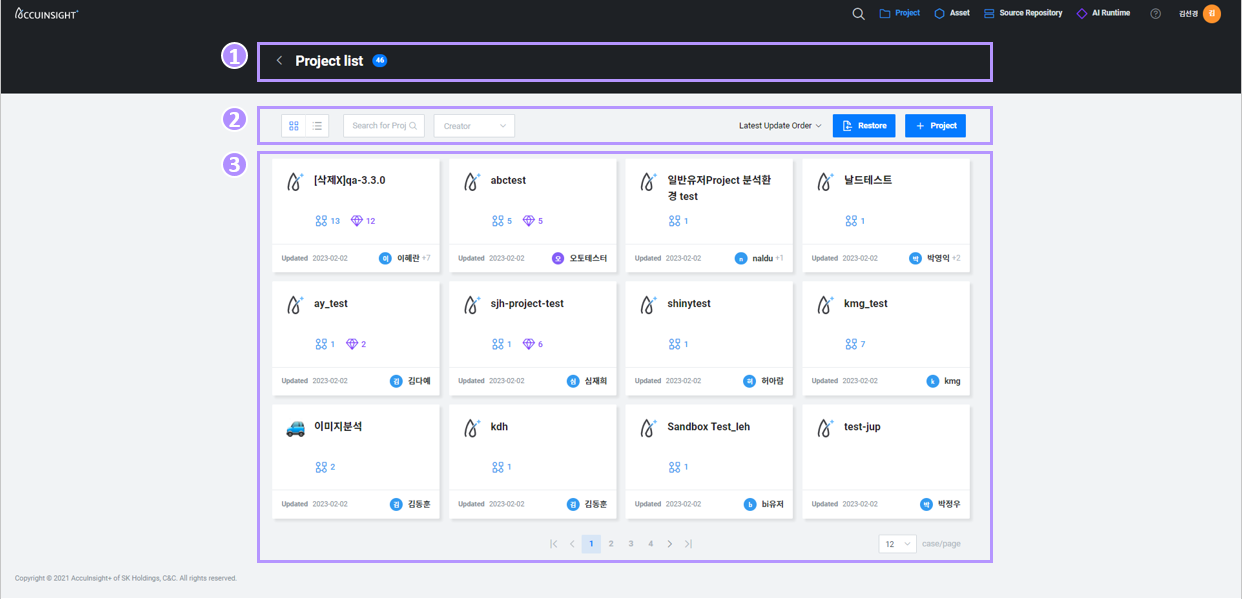 ACCUINSIGHT+
Project Asset Source Repository AI Runtime ? 김선경 김
1 Project list 46
2 Search for Proj Creator Latest Update Order Restore + Project
3
[삭제X]qa-3.3.0
13 12
Updated 2023-02-02 이 이혜란 +7
abctest
5 5
Updated 2023-02-02 오 오토테스터
일반유저Project 분석환
경 test
1
Updated 2023-02-02 n naldu +1
날드테스트
1
Updated 2023-02-02 박 박영익 +2
ay_test
1 2
Updated 2023-02-02 김 김다예
sjh-project-test
1 6
Updated 2023-02-02 심 심재희
shinytest
1
Updated 2023-02-02 허 허아람
kmg_test
7
Updated 2023-02-02 k kmg
이미지분석
2
Updated 2023-02-02 김 김동훈
kdh
1
Updated 2023-02-02 김 김동훈
Sandbox Test_leh
1
Updated 2023-02-02 b bi유저
test-jup
Updated 2023-02-02 박 박정우
1 2 3 4 12 case/page
Copyright © 2021 AccuInsight+ of SK Holdings, C&C. All rights reserved.